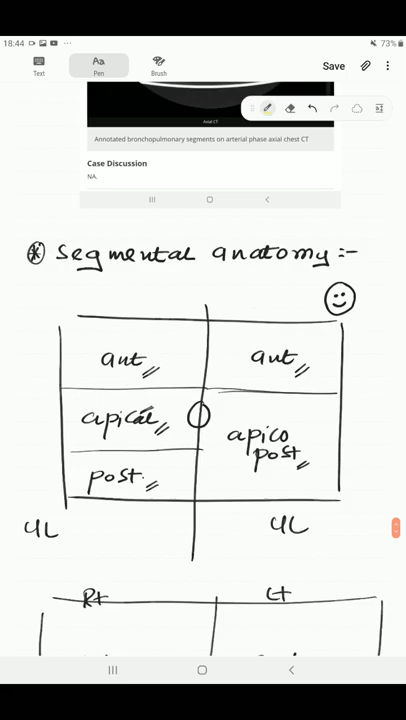 18:44
73%
Text
Pen
Brush
Save
Axial CT
Annotated bronchopulmonary segments on arterial phase axial chest CT
Case Discussion
NA.
* Segmental anatomy :-
ant ant
apical apico
post
post.
UL UL
Rt Lt